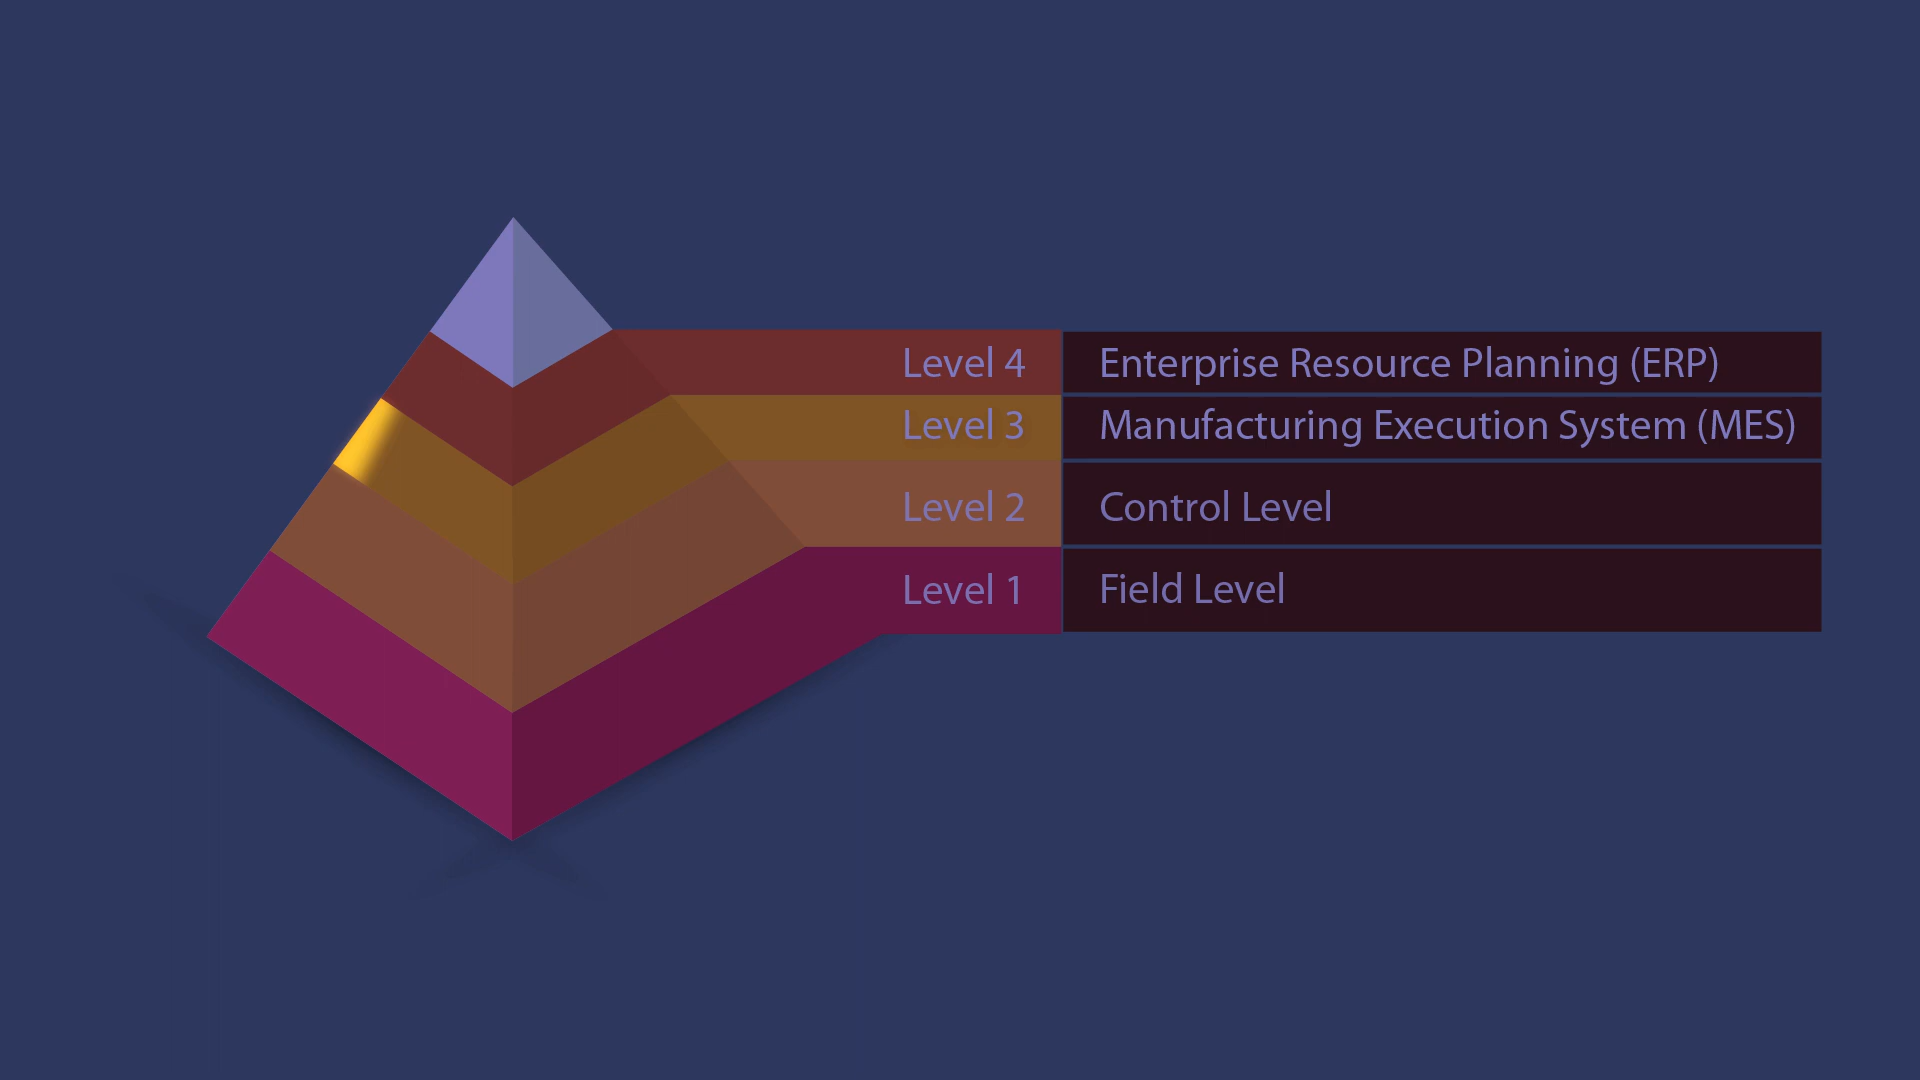 Level 4 Enterprise Resource Planning (ERP)
Level 3 Manufacturing Execution System (MES)
Level 2 Control Level
Level 1 Field Level